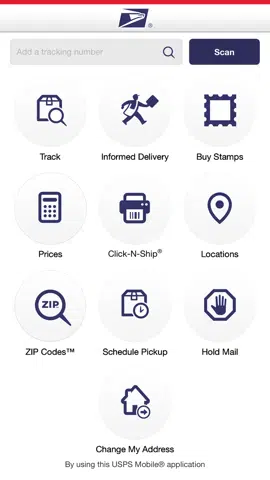 ®
Add a tracking number
Scan
Track
Informed Delivery
Buy Stamps
Prices
Click-N-Ship®
Locations
ZIP
ZIP Codes™
Schedule Pickup
Hold Mail
Change My Address
By using this USPS Mobile® application